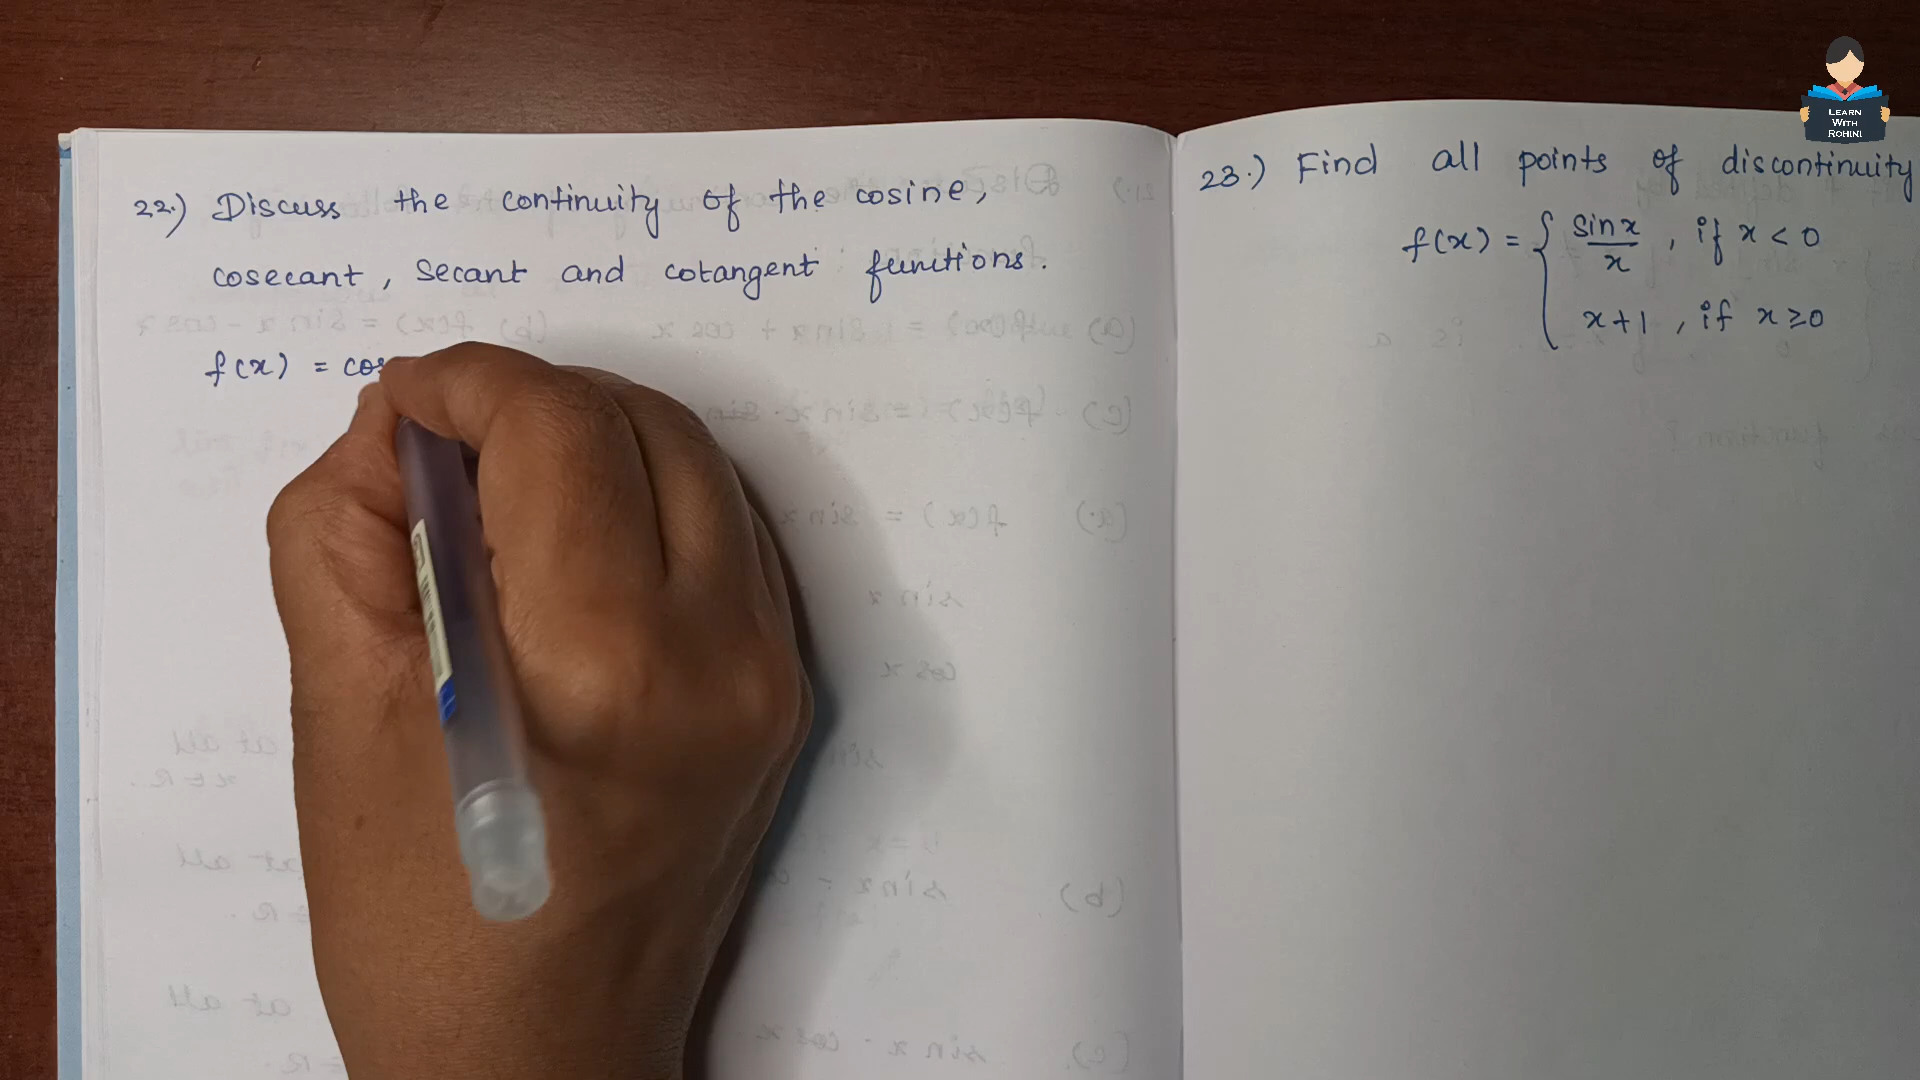 22.) Discuss the continuity of the cosine,
cosecant, secant and cotangent functions.
f(x) = cos
23.) Find all points of discontinuity
f(x) = { sin x / x , if x < 0
x+1 , if x ≥ 0
LEARN
WITH
ROHINI